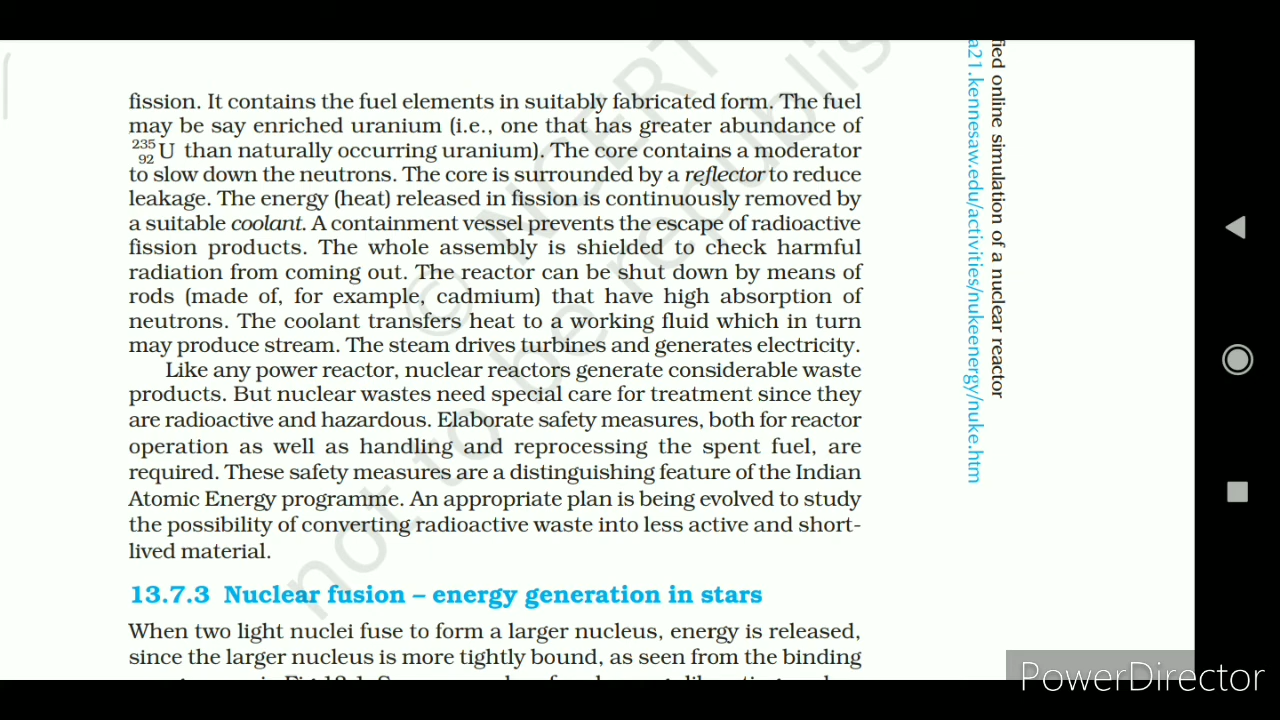 fission. It contains the fuel elements in suitably fabricated form. The fuel
may be say enriched uranium (i.e., one that has greater abundance of
235 92 U than naturally occurring uranium). The core contains a moderator
to slow down the neutrons. The core is surrounded by a reflector to reduce
leakage. The energy (heat) released in fission is continuously removed by
a suitable coolant. A containment vessel prevents the escape of radioactive
fission products. The whole assembly is shielded to check harmful
radiation from coming out. The reactor can be shut down by means of
rods (made of, for example, cadmium) that have high absorption of
neutrons. The coolant transfers heat to a working fluid which in turn
may produce stream. The steam drives turbines and generates electricity.
Like any power reactor, nuclear reactors generate considerable waste
products. But nuclear wastes need special care for treatment since they
are radioactive and hazardous. Elaborate safety measures, both for reactor
operation as well as handling and reprocessing the spent fuel, are
required. These safety measures are a distinguishing feature of the Indian
Atomic Energy programme. An appropriate plan is being evolved to study
the possibility of converting radioactive waste into less active and short-
lived material.
13.7.3 Nuclear fusion – energy generation in stars
When two light nuclei fuse to form a larger nucleus, energy is released,
since the larger nucleus is more tightly bound, as seen from the binding
fied online simulation of a nuclear reactor
a21.kennesaw.edu/activities/nukeenergy/nuke.htm
© NCERT
not to be republis
PowerDirector